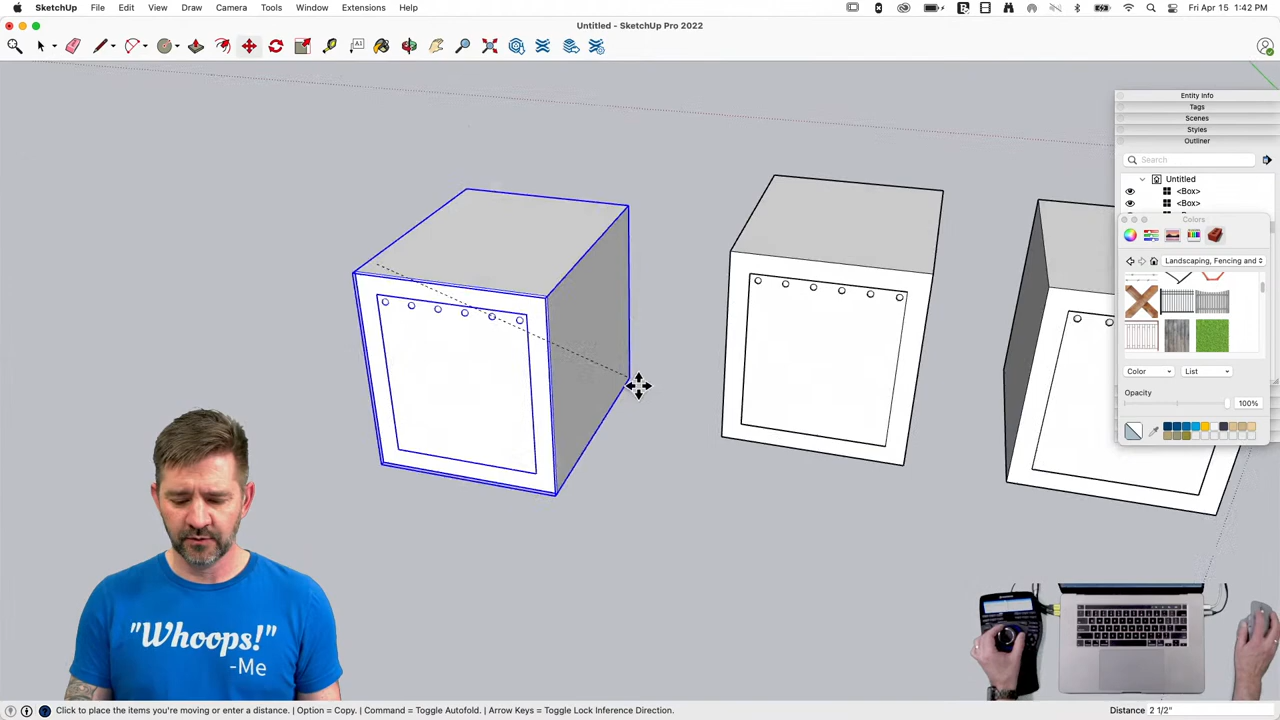 SketchUp File Edit View Draw Camera Tools Window Extensions Help Fri Apr 15 1:42 PM
Untitled - SketchUp Pro 2022
Entity Info
Tags
Scenes
Styles
Outliner
Search
Untitled
<Box>
<Box>
Colors
Landscaping, Fencing and
Color List
Opacity
100%
"Whoops!"
-Me
Click to place the items you're moving or enter a distance. | Option = Copy. | Command = Toggle Autofold. | Arrow Keys = Toggle Lock Inference Direction. Distance 2 1/2"